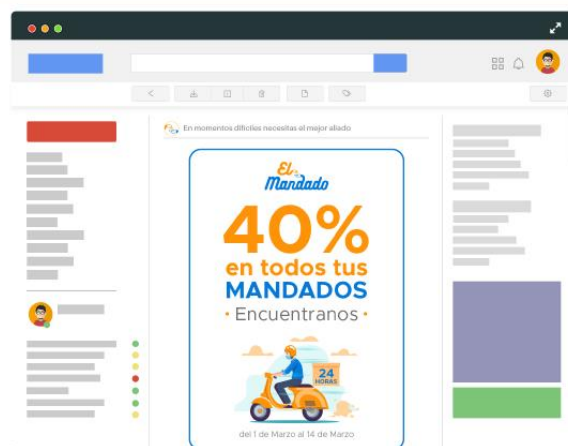 En momentos difíciles necesitas el mejor aliado
El
Mandado
40%
en todos tus
MANDADOS
• Encuentranos •
24
HORAS
del 1 de Marzo al 14 de Marzo